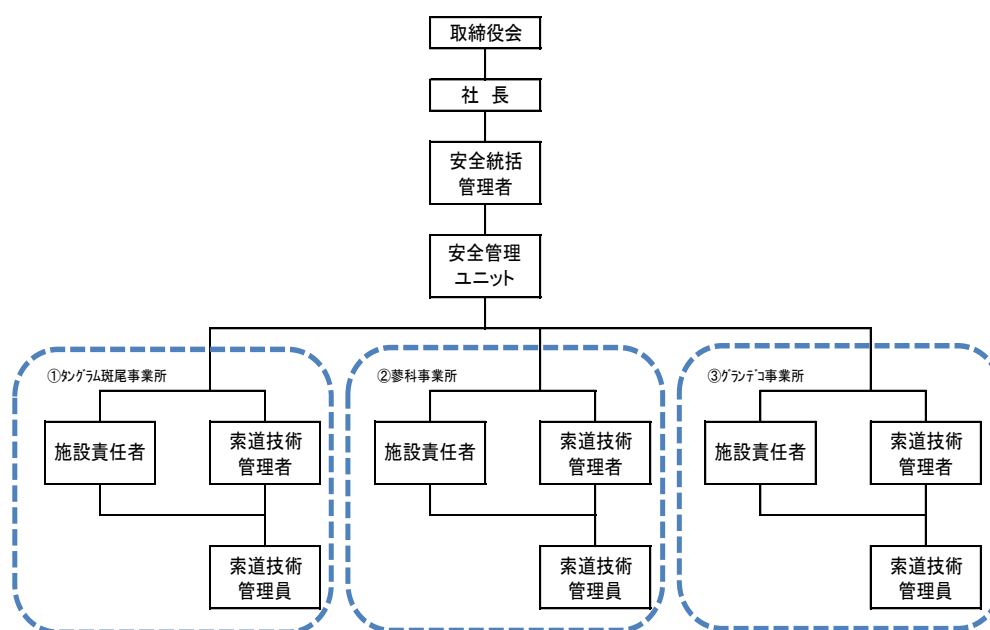 取締役会
社 長
安全統括
管理者
安全管理
ユニット
①ﾀﾝｸﾞﾗﾑ斑尾事業所
②蓼科事業所
③ｸﾞﾗﾝﾃﾞｺ事業所
施設責任者
索道技術
管理者
施設責任者
索道技術
管理者
施設責任者
索道技術
管理者
索道技術
管理員
索道技術
管理員
索道技術
管理員